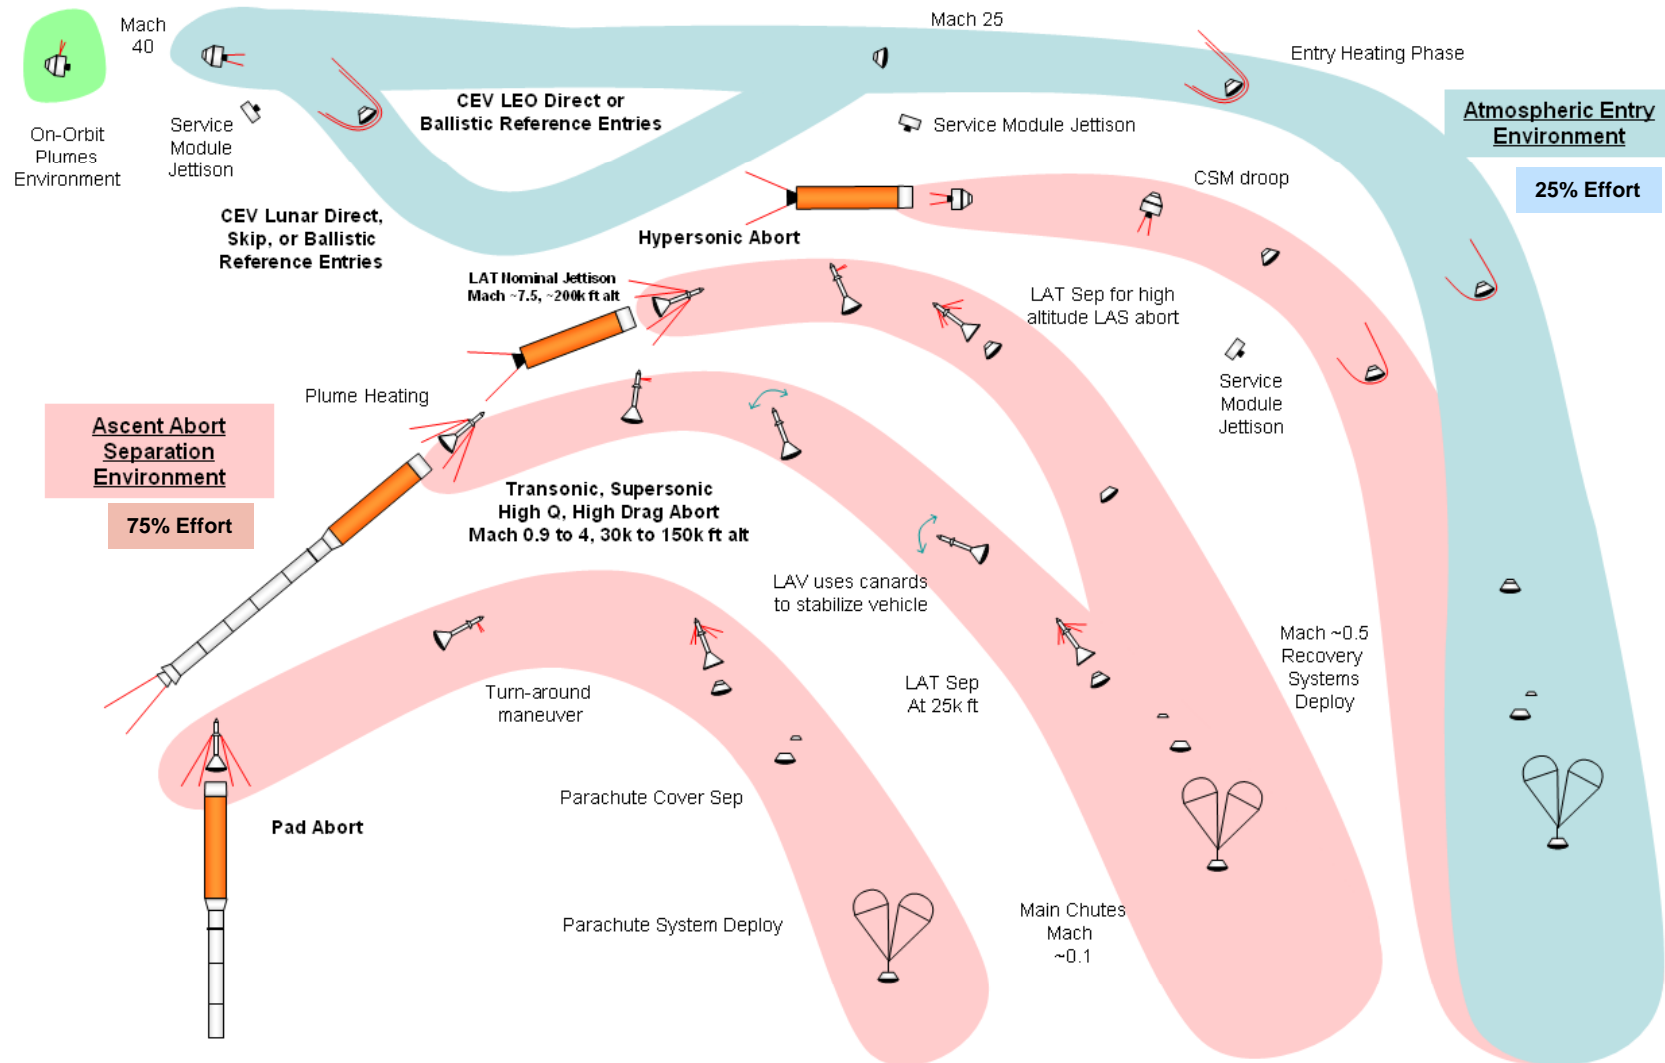 Mach
40
Mach 25
Entry Heating Phase
On-Orbit
Plumes
Environment
Service
Module
Jettison
CEV LEO Direct or
Ballistic Reference Entries
Service Module Jettison
Atmospheric Entry
Environment
25% Effort
CEV Lunar Direct,
Skip, or Ballistic
Reference Entries
Hypersonic Abort
CSM droop
LAT Nominal Jettison
Mach ~7.5, ~200k ft alt
LAT Sep for high
altitude LAS abort
Plume Heating
Service
Module
Jettison
Ascent Abort
Separation
Environment
75% Effort
Transonic, Supersonic
High Q, High Drag Abort
Mach 0.9 to 4, 30k to 150k ft alt
LAV uses canards
to stabilize vehicle
Turn-around
maneuver
LAT Sep
At 25k ft
Mach ~0.5
Recovery
Systems
Deploy
Parachute Cover Sep
Pad Abort
Parachute System Deploy
Main Chutes
Mach
~0.1